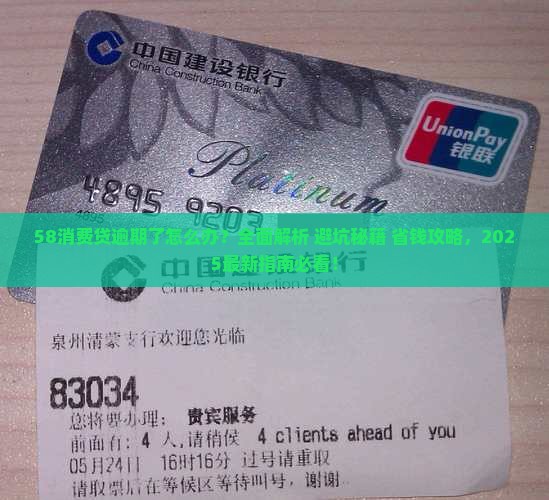 中国建设银行
China Construction Bank
UnionPay
银联
Platinum
4895 9203
58消费贷逾期了怎么办？全面解析 避坑秘籍 省钱攻略，202
5最新指南必看！
中国建设银行
China Construction Bank
泉州清蒙支行欢迎您光临
83034
您将要办理： 贵宾服务
前面有: 4 人,请稍侯 4 clients ahead of you
05月24日 16时16分 过号请重取
请取票后在等候区等待叫号，谢谢